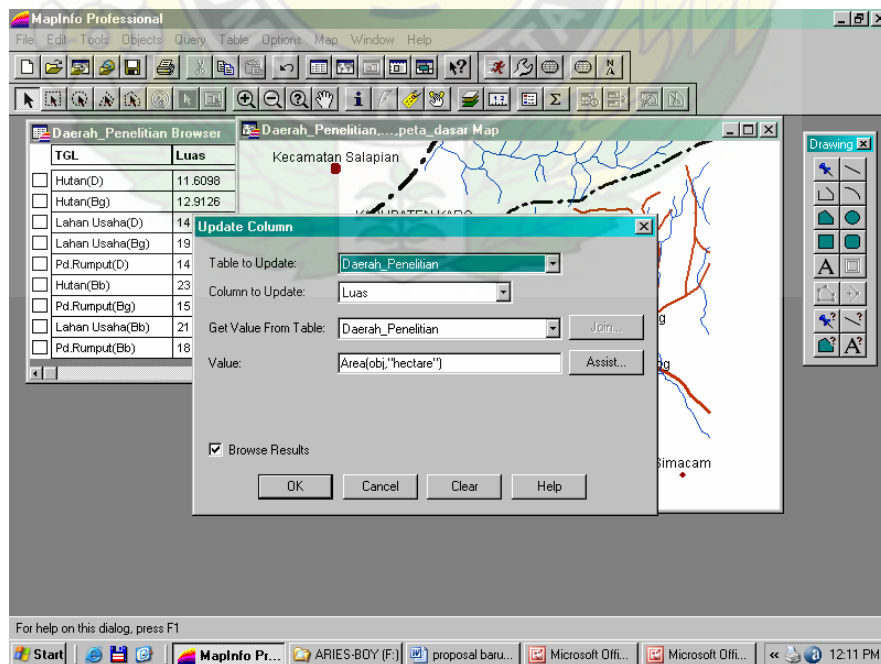 MapInfo Professional
File Edit Tools Objects Query Table Options Map Window Help
Daerah_Penelitian Browser
TGL Luas
Hutan(D) 11.6098
Hutan(Bg) 12.9126
Lahan Usaha(D) 14
Lahan Usaha(Bg) 19
Pd.Rumput(D) 14
Hutan(Bb) 23
Pd.Rumput(Bg) 15
Lahan Usaha(Bb) 21
Pd.Rumput(Bb) 18
Daerah_Penelitian,...,peta_dasar Map
Kecamatan Salapian
KABUPATEN KARO
Simacam
Drawing
Update Column
Table to Update: Daerah_Penelitian
Column to Update: Luas
Get Value From Table: Daerah_Penelitian Join...
Value: Area(obj,"hectare") Assist...
Browse Results
OK Cancel Clear Help
For help on this dialog, press F1
Start MapInfo Pr... ARIES-BOY (F:) proposal baru... Microsoft Offi... Microsoft Offi... « 12:11 PM